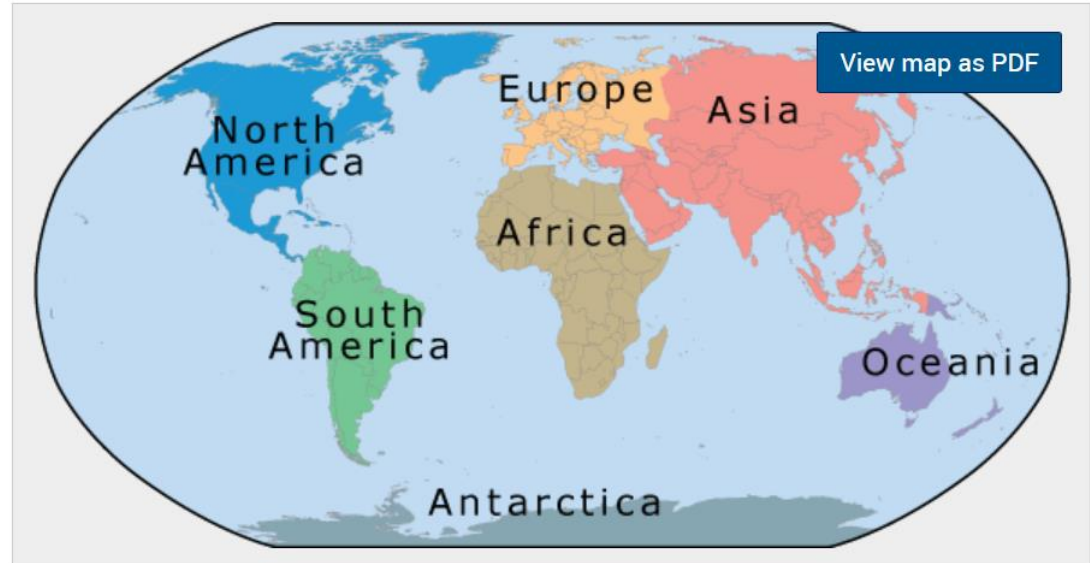 View map as PDF
Europe
Asia
North
America
Africa
South
America
Oceania
Antarctica